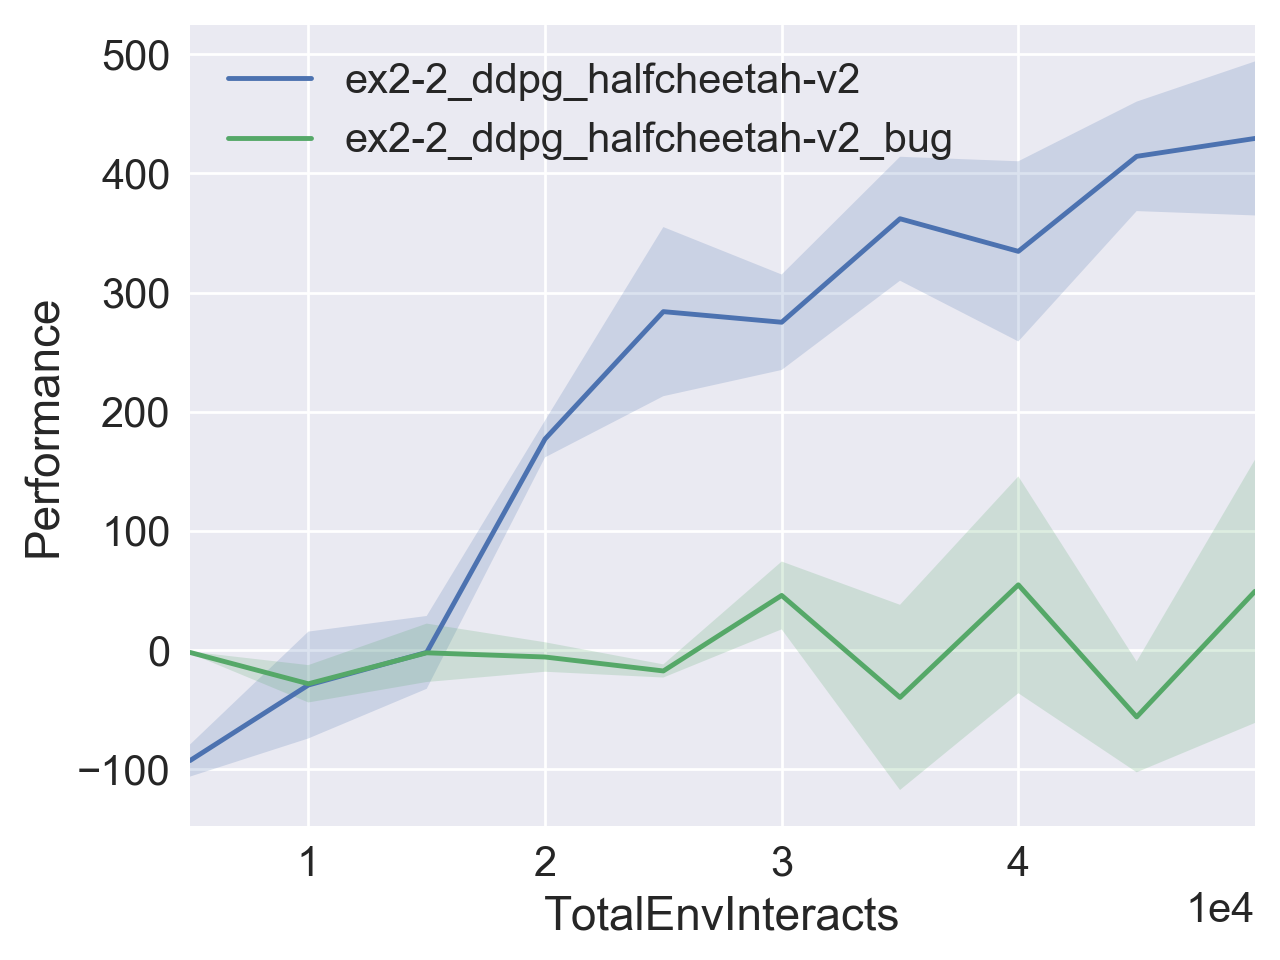 500
400
300
200
100
0
−100
Performance
ex2-2_ddpg_halfcheetah-v2
ex2-2_ddpg_halfcheetah-v2_bug
1 2 3 4
1e4
TotalEnvInteracts